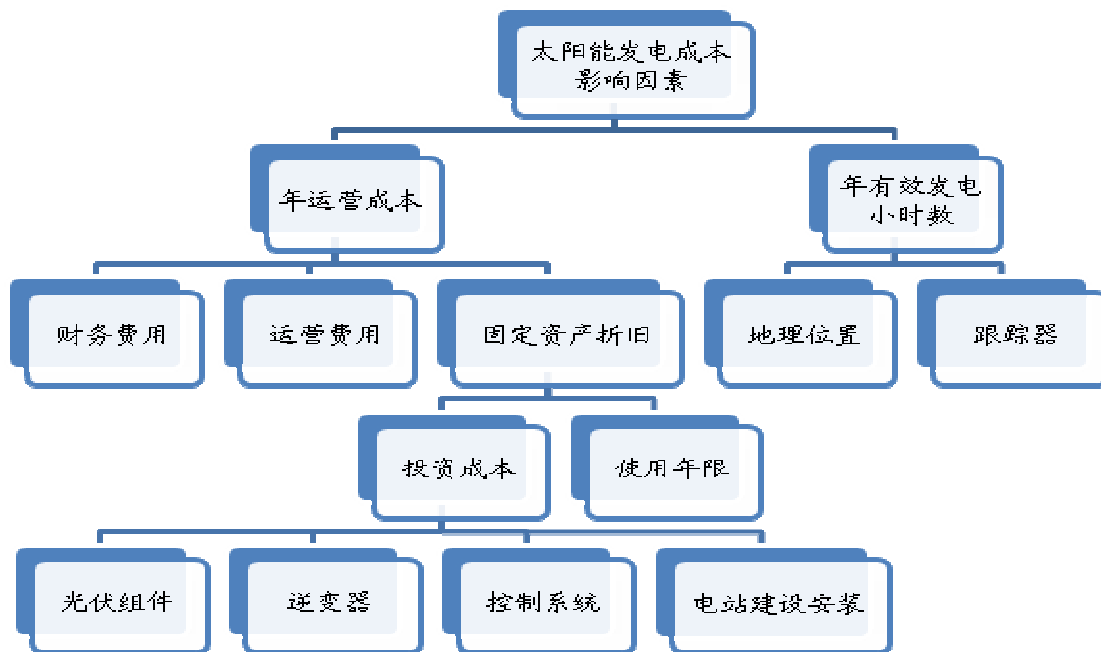 太阳能发电成本
影响因素
年运营成本
年有效发电
小时数
财务费用
运营费用
固定资产折旧
地理位置
跟踪器
投资成本
使用年限
光伏组件
逆变器
控制系统
电站建设安装